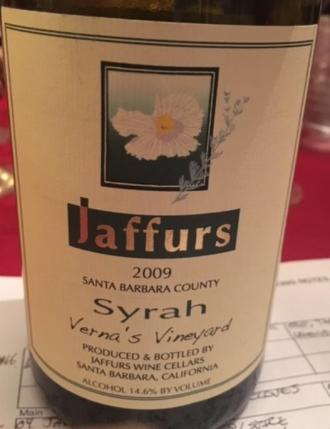 Jaffurs
2009
SANTA BARBARA COUNTY
Syrah
Verna's Vineyard
PRODUCED & BOTTLED BY
JAFFURS WINE CELLARS
SANTA BARBARA, CALIFORNIA
ALCOHOL 14.6% BY VOLUME
Main